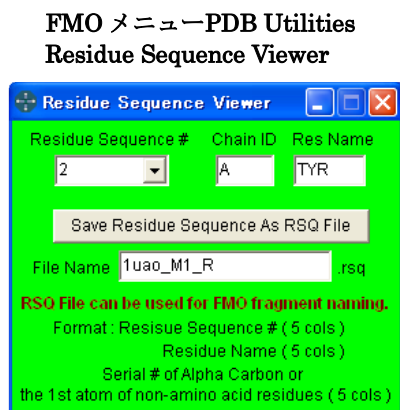 FMO メニューPDB Utilities
Residue Sequence Viewer
Residue Sequence Viewer
Residue Sequence # Chain ID Res Name
2 A TYR
Save Residue Sequence As RSQ File
File Name 1uao_M1_R .rsq
RSQ File can be used for FMO fragment naming.
Format : Resisue Sequence # ( 5 cols )
Residue Name ( 5 cols )
Serial # of Alpha Carbon or
the 1st atom of non-amino acid residues ( 5 cols )